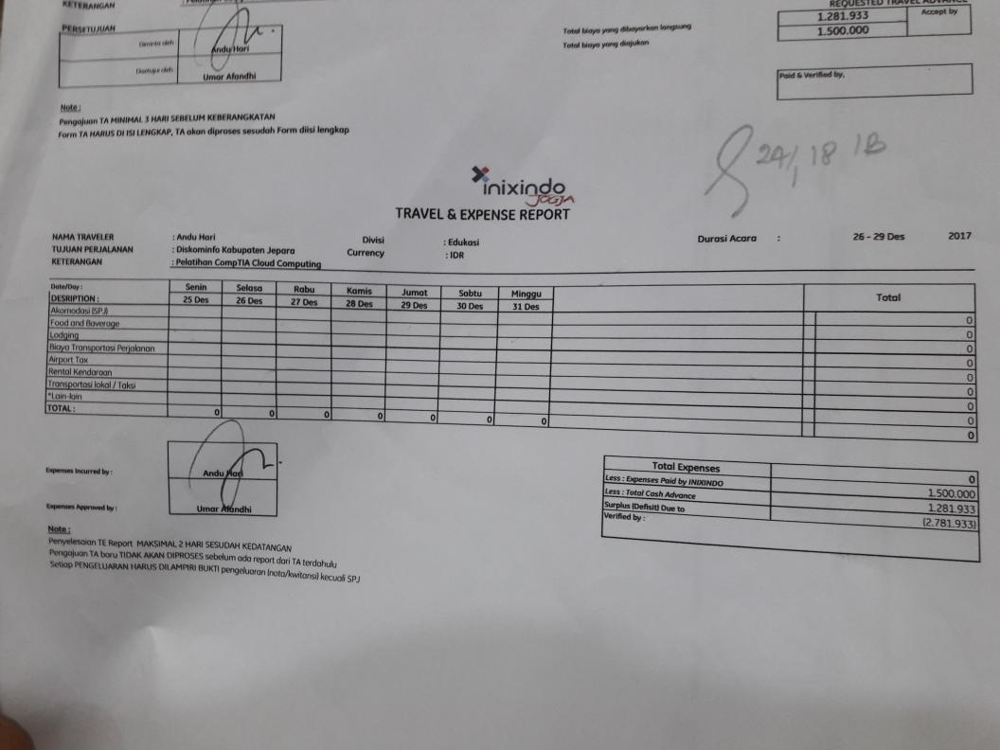 KETERANGAN
REQUESTED TRAVEL ADVANCE
PERSETUJUAN
Diminta oleh
Andu Hari
Disetujui oleh
Umar Afandhi
Total biaya yang dibayarkan langsung 1.281.933 Accept by
Total biaya yang diajukan 1.500.000
Paid & Verified by,
Note :
Pengajuan TA MINIMAL 3 HARI SEBELUM KEBERANGKATAN
Form TA HARUS DI ISI LENGKAP, TA akan diproses sesudah Form diisi lengkap
24/1 18 IB
inixindo
JOGJA
TRAVEL & EXPENSE REPORT
NAMA TRAVELER : Andu Hari Divisi : Edukasi Durasi Acara : 26 - 29 Des 2017
TUJUAN PERJALANAN : Diskominfo Kabupaten Jepara Currency : IDR
KETERANGAN : Pelatihan CompTIA Cloud Computing
Date/Day : Senin Selasa Rabu Kamis Jumat Sabtu Minggu Total
DESRIPTION : 25 Des 26 Des 27 Des 28 Des 29 Des 30 Des 31 Des
Akomodasi (SPJ) 0
Food and Baverage 0
Lodging 0
Biaya Transportasi Perjalanan 0
Airport Tax 0
Rental Kendaraan 0
Transportasi lokal / Taksi 0
*Lain-lain 0
TOTAL : 0 0 0 0 0 0 0 0
Expenses Incurred by : Andu Hari
Expenses Approved by : Umar Afandhi
Total Expenses 0
Less : Expenses Paid by INIXINDO 1.500.000
Less : Total Cash Advance 1.281.933
Surplus (Defisit) Due to (2.781.933)
Verified by :
Note :
Penyelesaian TE Report MAKSIMAL 2 HARI SESUDAH KEDATANGAN
Pengajuan TA baru TIDAK AKAN DIPROSES sebelum ada report dari TA terdahulu
Setiap PENGELUARAN HARUS DILAMPIRI BUKTI pengeluaran (nota/kwitansi) kecuali SPJ